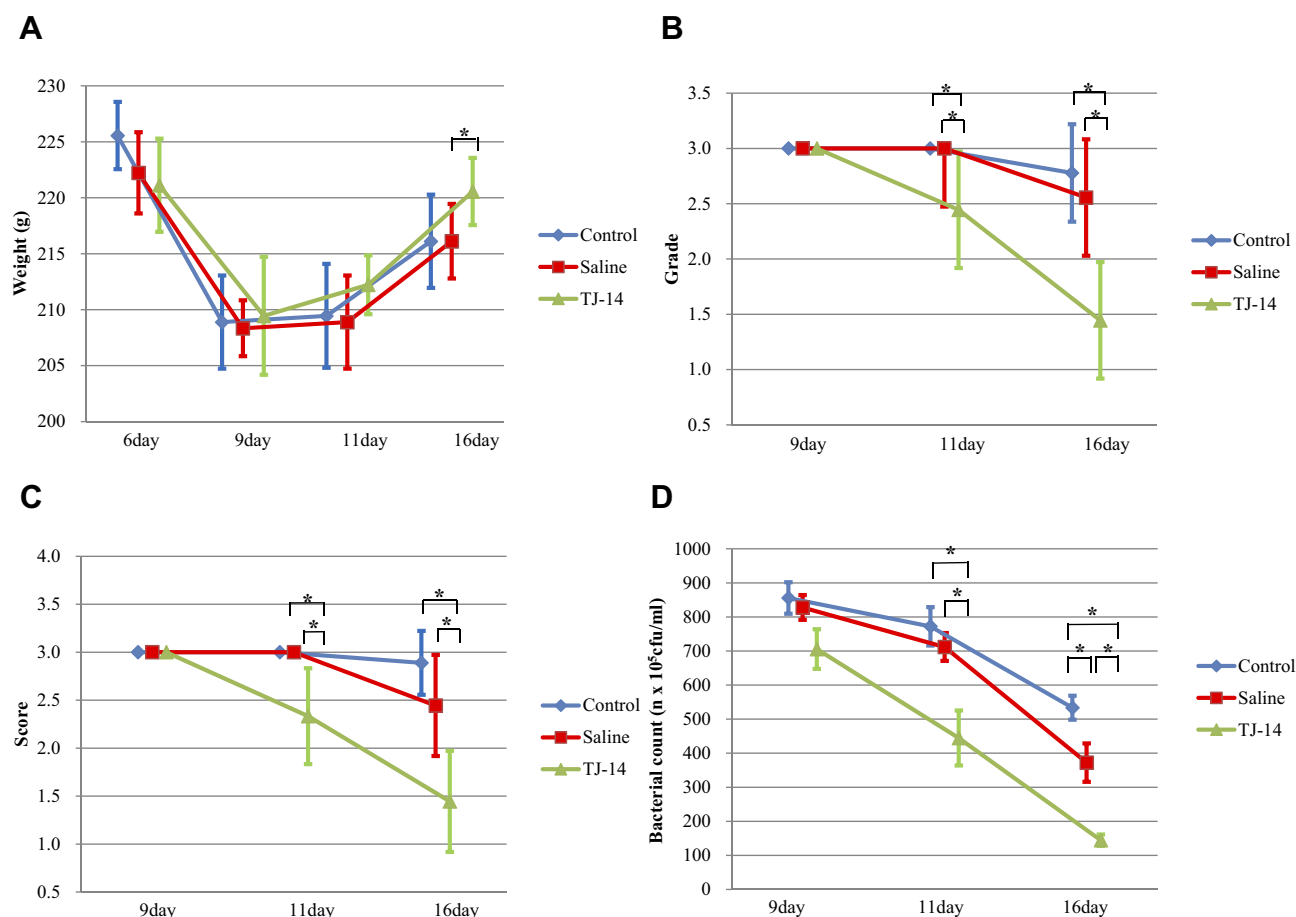 A
Weight (g)
230
225
220
215
210
205
200
*
6day 9day 11day 16day
Control
Saline
TJ-14
B
Grade
3.5
3.0
2.5
2.0
1.5
1.0
0.5
* *
* *
9day 11day 16day
Control
Saline
TJ-14
C
Score
4.0
3.5
3.0
2.5
2.0
1.5
1.0
0.5
* *
* *
9day 11day 16day
Control
Saline
TJ-14
D
Bacterial count (n x 10⁵cfu/ml)
1000
900
800
700
600
500
400
300
200
100
0
*
*
*
* *
9day 11day 16day
Control
Saline
TJ-14